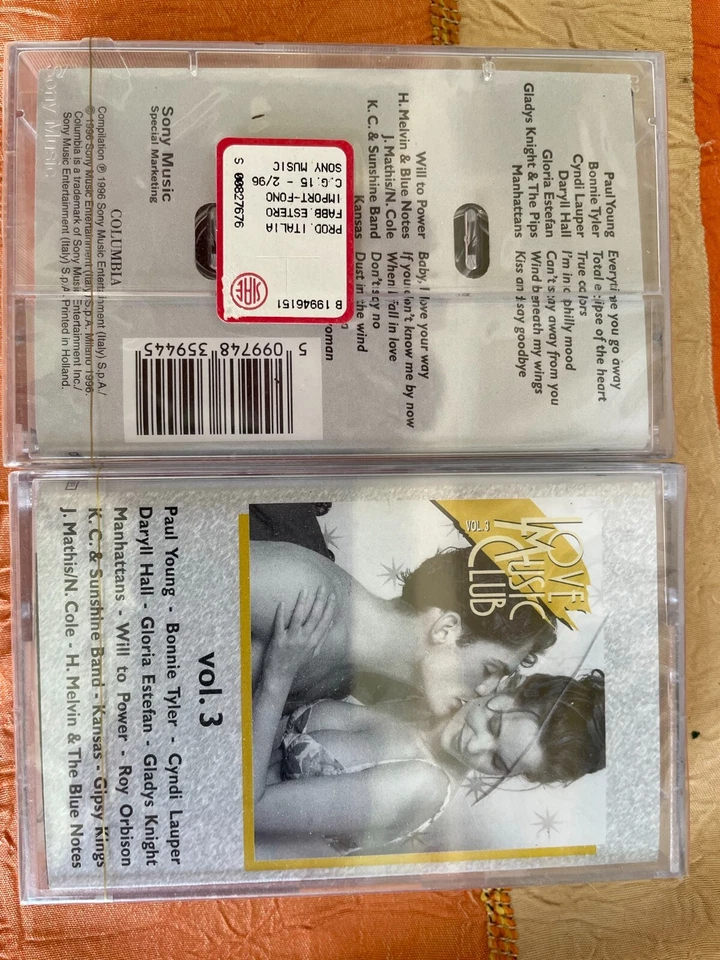 Paul Young Everytime you go away
Bonnie Tyler Total eclipse of the heart
Cyndi Lauper True colors
Daryl Hall I'm in a philly mood
Gloria Estefan Can't stay away from you
Gladys Knight & The Pips Wind beneath my wings
Manhattans Kiss and say goodbye
Will to Power Baby, I love your way
H. Melvin & Blue Notes If you don't know me by now
J. Mathis/N. Cole When I fall in love
K. C. & Sunshine Band Don't say no
Kansas Dust in the wind
B 19946151
SIAE
PROD. ITALIA
FABB. ESTERO
IMPORT-FONO
C.G. 15 - 2/96
SONY MUSIC
S 00827676
5 099748 359445
Sony Music
Special Marketing
COLUMBIA
Compilation ℗ 1996 Sony Music Entertainment (Italy) S.p.A./
© 1996 Sony Music Entertainment (Italy) S.p.A. Milano 1996
Columbia is a trademark of Sony Music Entertainment Inc./
Sony Music Entertainment (Italy) S.p.A. Printed in Holland.
SONY MUSIC
LOVE
MUSIC
CLUB
VOL.3
vol. 3
Paul Young - Bonnie Tyler - Cyndi Lauper
Daryll Hall - Gloria Estefan - Gladys Knight
Manhattans - Will to Power - Roy Orbison
K. C. & Sunshine Band - Kansas - Gipsy Kings
J. Mathis/N. Cole - H. Melvin & The Blue Notes